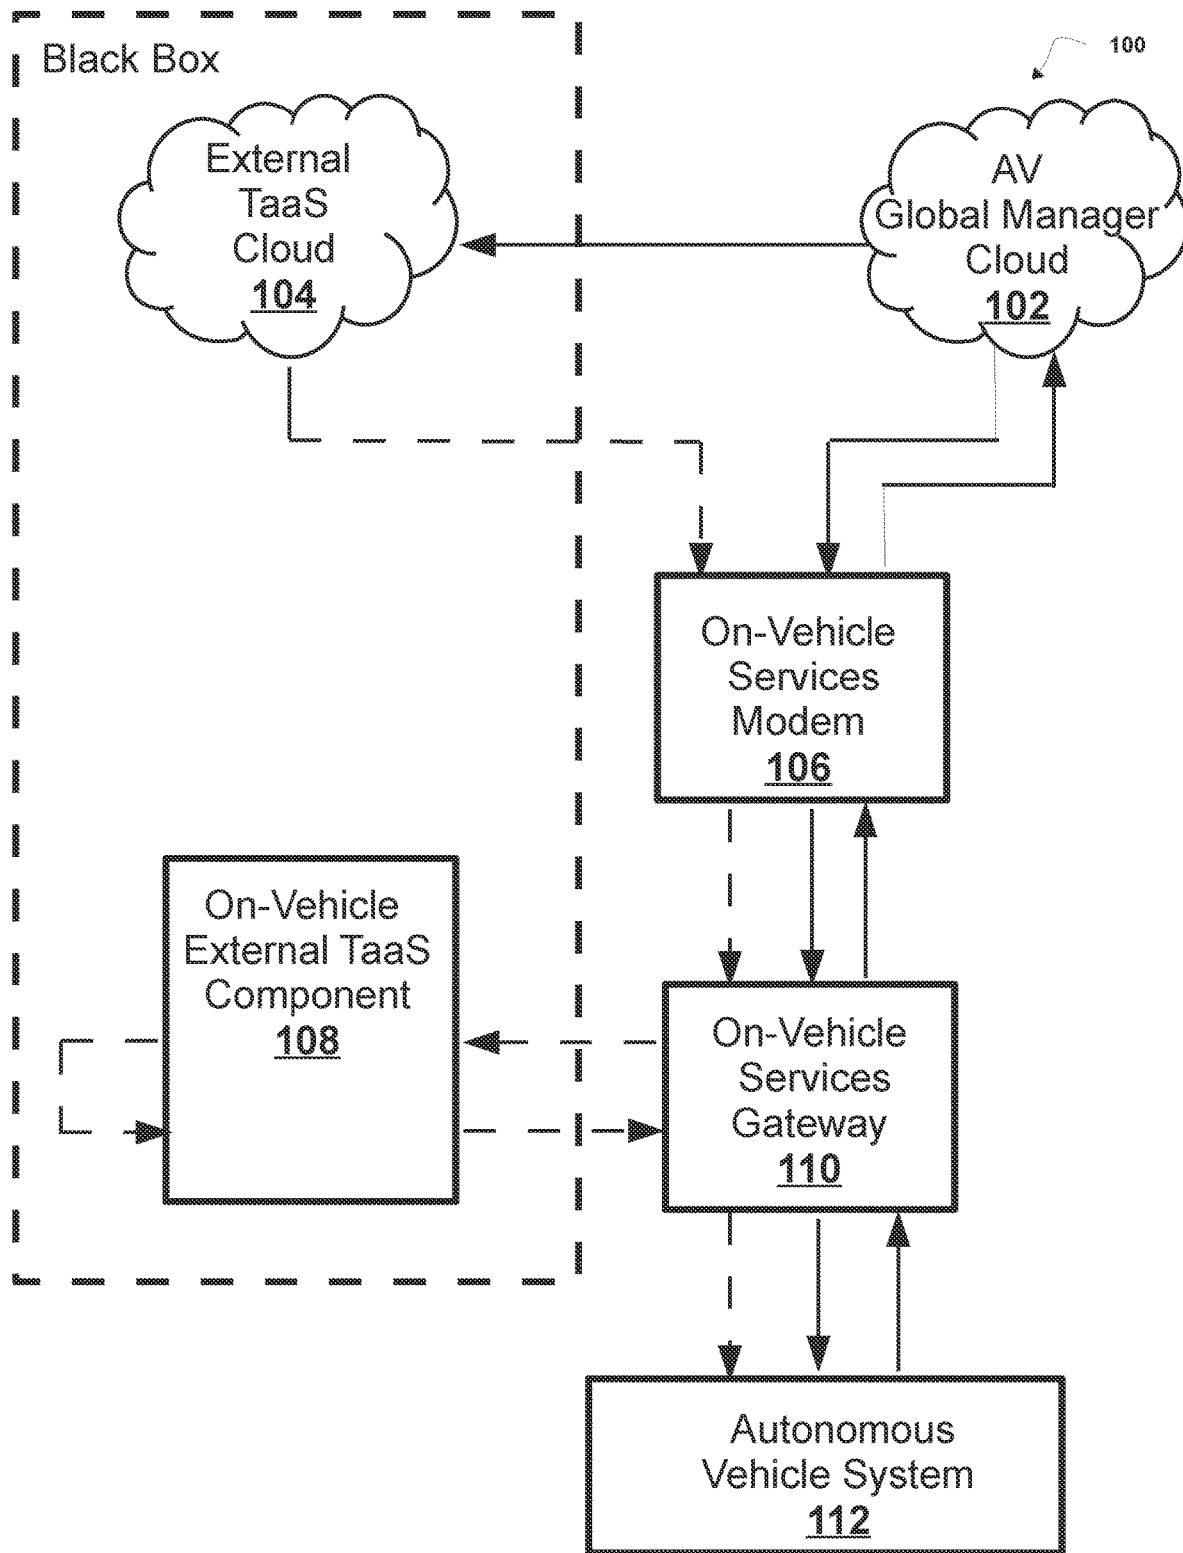 Black Box
100
External
TaaS
Cloud
104
AV
Global Manager
Cloud
102
On-Vehicle
Services
Modem
106
On-Vehicle
External TaaS
Component
108
On-Vehicle
Services
Gateway
110
Autonomous
Vehicle System
112